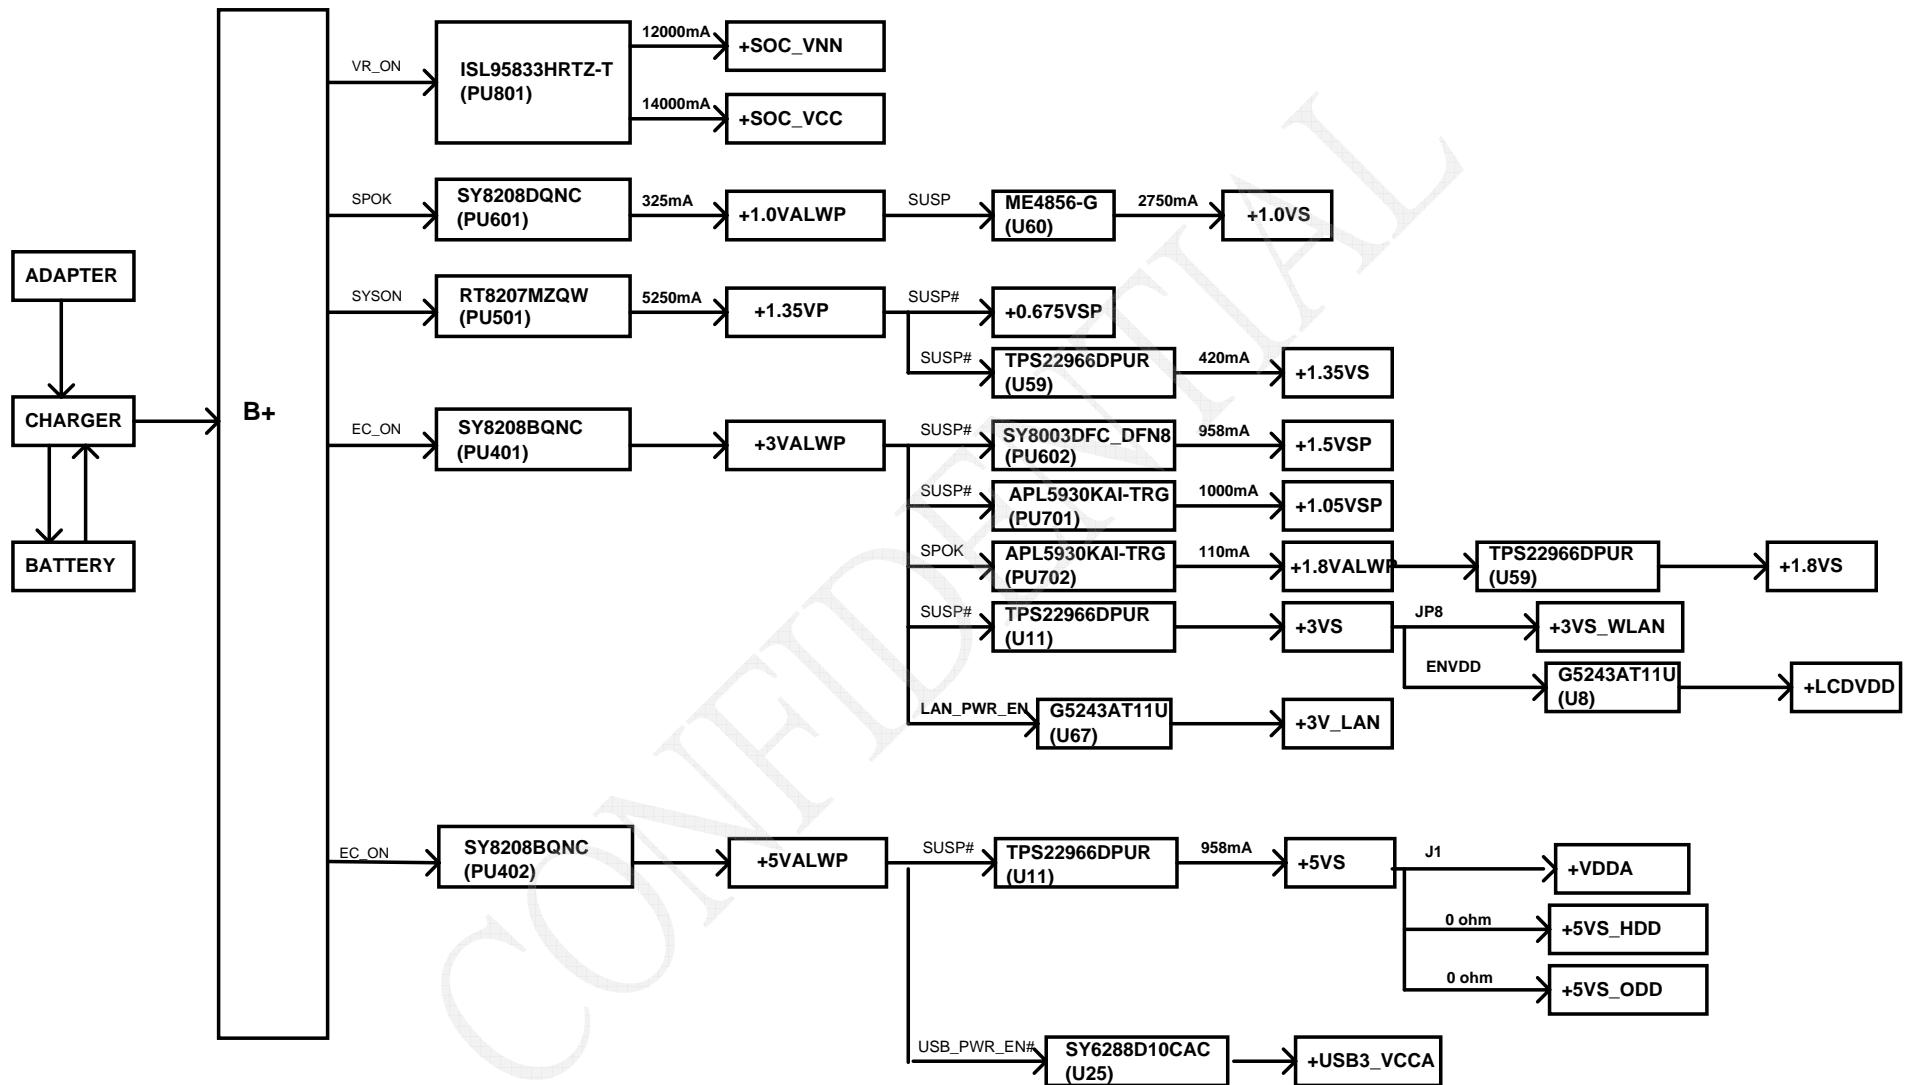 ADAPTER
CHARGER
BATTERY
B+
VR_ON
ISL95833HRTZ-T
(PU801)
12000mA
+SOC_VNN
14000mA
+SOC_VCC
SPOK
SY8208DQNC
(PU601)
325mA
+1.0VALWP
SUSP
ME4856-G
(U60)
2750mA
+1.0VS
SYSON
RT8207MZQW
(PU501)
5250mA
+1.35VP
SUSP#
+0.675VSP
SUSP#
TPS22966DPUR
(U59)
420mA
+1.35VS
EC_ON
SY8208BQNC
(PU401)
+3VALWP
SUSP#
SY8003DFC_DFN8
(PU602)
958mA
+1.5VSP
SUSP#
APL5930KAI-TRG
(PU701)
1000mA
+1.05VSP
SPOK
APL5930KAI-TRG
(PU702)
110mA
+1.8VALWP
TPS22966DPUR
(U59)
+1.8VS
SUSP#
TPS22966DPUR
(U11)
+3VS
JP8
+3VS_WLAN
ENVDD
G5243AT11U
(U8)
+LCDVDD
LAN_PWR_EN
G5243AT11U
(U67)
+3V_LAN
EC_ON
SY8208BQNC
(PU402)
+5VALWP
SUSP#
TPS22966DPUR
(U11)
958mA
+5VS
J1
+VDDA
0 ohm
+5VS_HDD
0 ohm
+5VS_ODD
USB_PWR_EN#
SY6288D10CAC
(U25)
+USB3_VCCA
CONFIDENTIAL